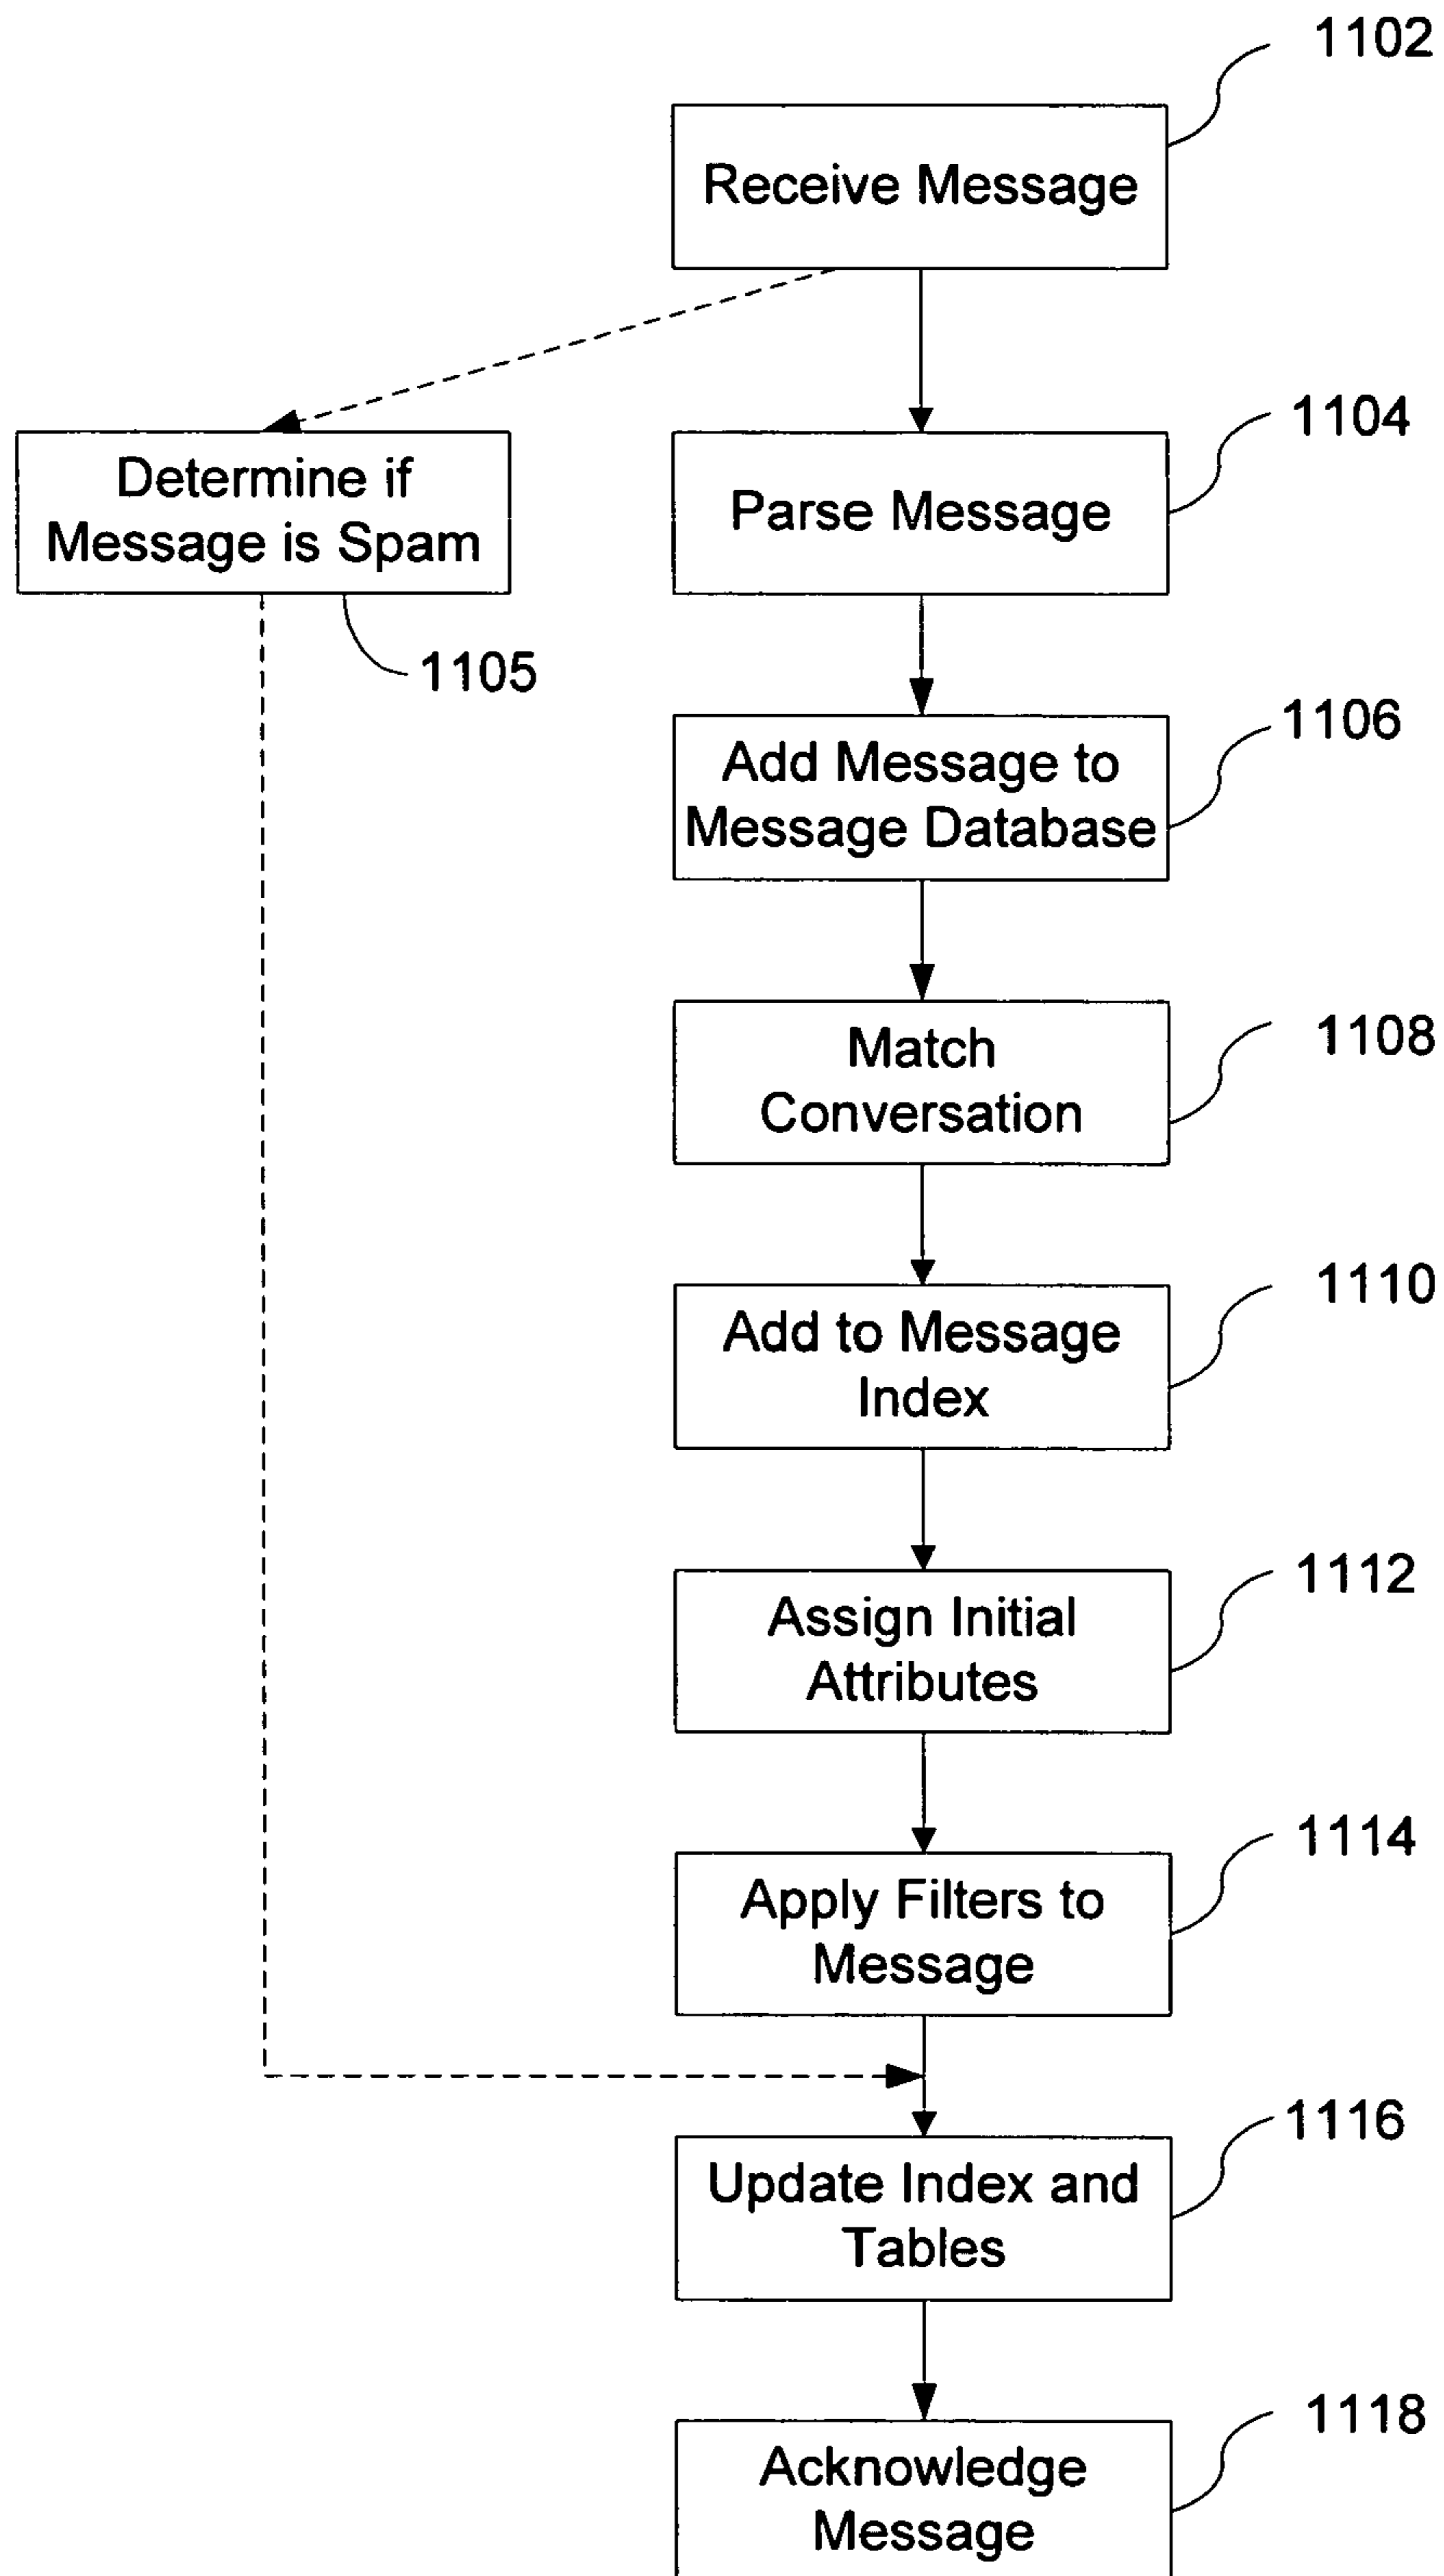 1102
Receive Message
1104
Determine if
Message is Spam
Parse Message
1105
1106
Add Message to
Message Database
1108
Match
Conversation
1110
Add to Message
Index
1112
Assign Initial
Attributes
1114
Apply Filters to
Message
1116
Update Index and
Tables
1118
Acknowledge
Message